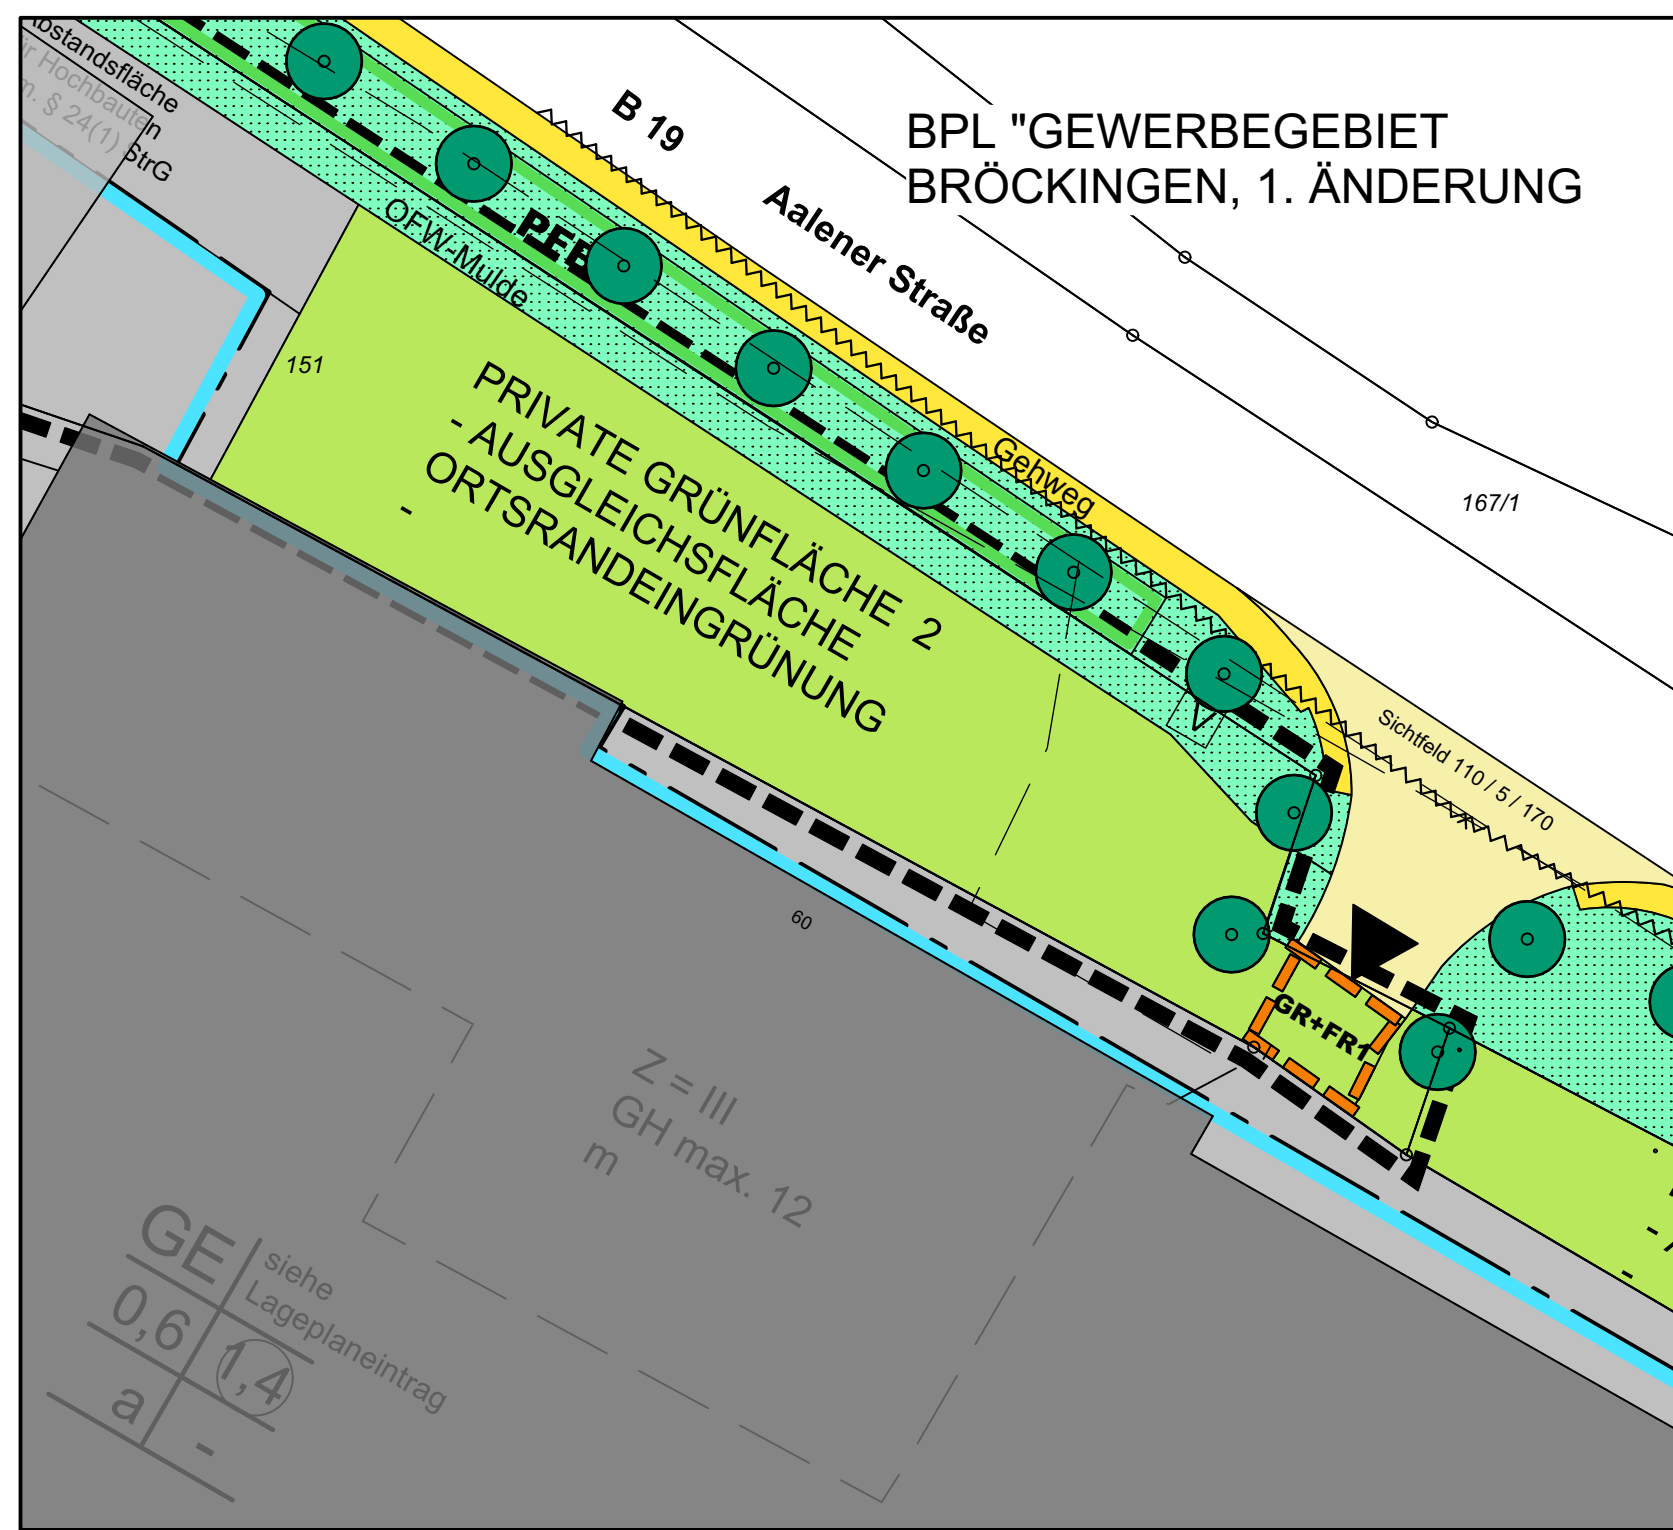 Abstandsfläche
für Hochbauten
gem. § 24(1) StrG
B 19
Aalener Straße
BPL "GEWERBEGEBIET
BRÖCKINGEN, 1. ÄNDERUNG
OFW-Mulde
PFB
151
PRIVATE GRÜNFLÄCHE 2
- AUSGLEICHSFLÄCHE
ORTSRANDEINGRÜNUNG
-
Gehweg
167/1
V
Sichtfeld 110 / 5 / 170
60
GR+FR1
Z = III
GH max. 12
m
GE
siehe
Lageplaneintrag
0,6
1,4
a
-